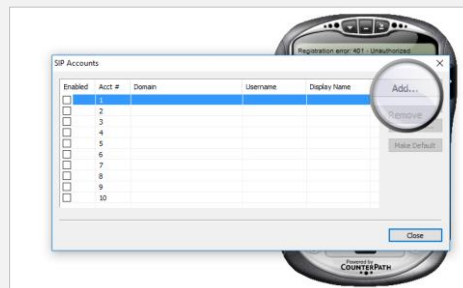 Registration error: 401 - Unauthorized
SIP Accounts
Enabled Acct # Domain Username Display Name
Add...
1
Remove
2
3
4
Make Default
5
6
7
8
9
10
Close
Powered by
COUNTERPATH